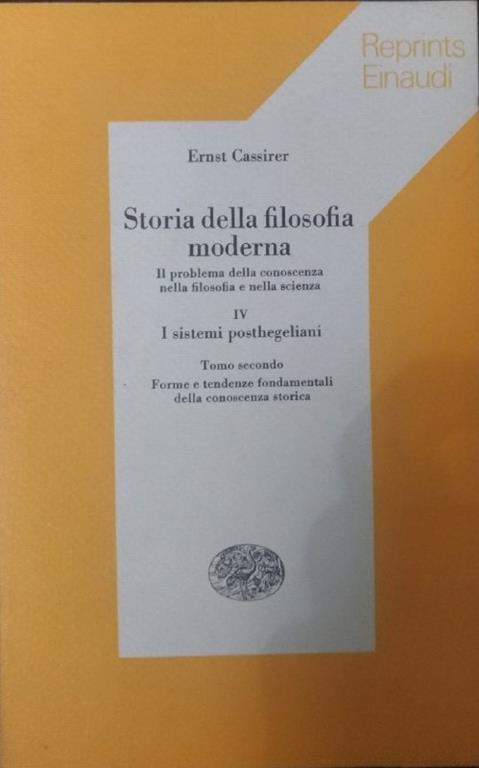 Reprints
Einaudi
Ernst Cassirer
Storia della filosofia
moderna
Il problema della conoscenza
nella filosofia e nella scienza
IV
I sistemi posthegeliani
Tomo secondo
Forme e tendenze fondamentali
della conoscenza storica